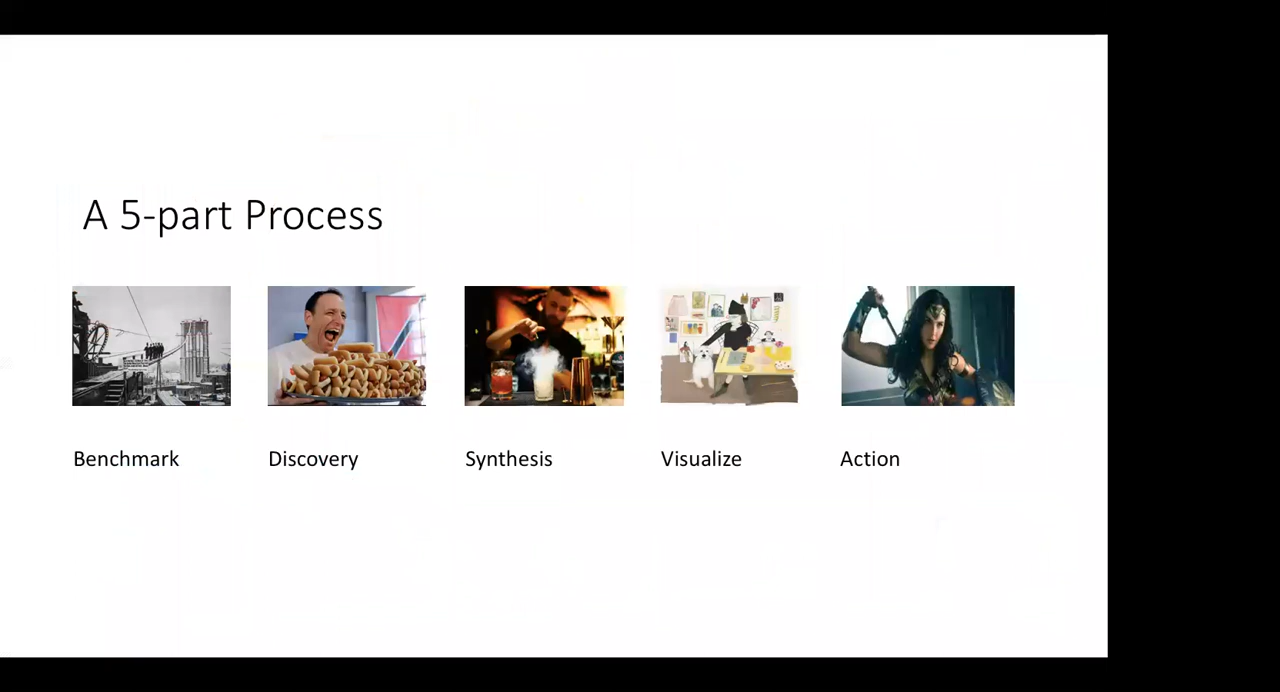 A 5-part Process
Benchmark
Discovery
Synthesis
Visualize
Action